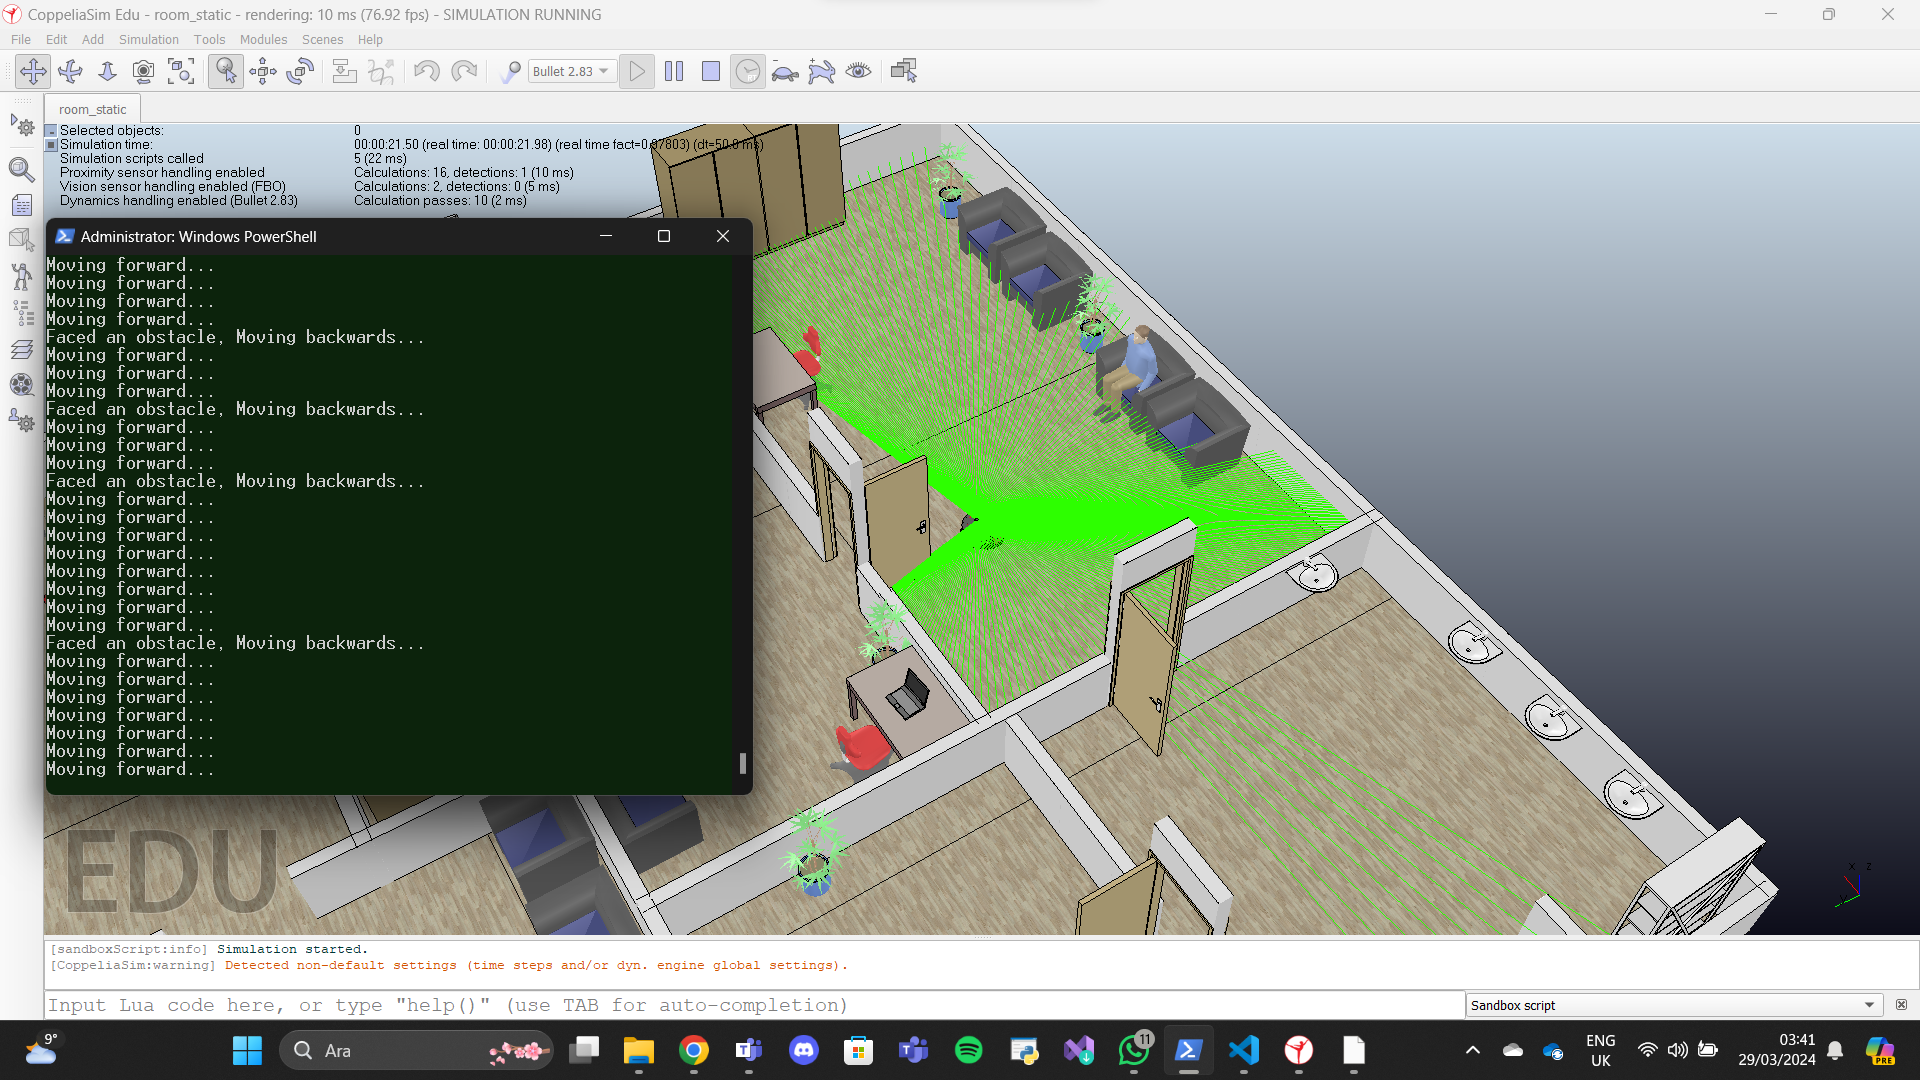 CoppeliaSim Edu - room_static - rendering: 10 ms (76.92 fps) - SIMULATION RUNNING
File Edit Add Simulation Tools Modules Scenes Help
Bullet 2.83
room_static
Selected objects: 0
Simulation time: 00:00:21.50 (real time: 00:00:21.98) (real time fact=0.97803) (dt=50.0 ms)
Simulation scripts called 5 (22 ms)
Proximity sensor handling enabled Calculations: 16, detections: 1 (10 ms)
Vision sensor handling enabled (FBO) Calculations: 2, detections: 0 (5 ms)
Dynamics handling enabled (Bullet 2.83) Calculation passes: 10 (2 ms)
Administrator: Windows PowerShell
Moving forward...
Moving forward...
Moving forward...
Moving forward...
Faced an obstacle, Moving backwards...
Moving forward...
Moving forward...
Moving forward...
Faced an obstacle, Moving backwards...
Moving forward...
Moving forward...
Moving forward...
Faced an obstacle, Moving backwards...
Moving forward...
Moving forward...
Moving forward...
Moving forward...
Moving forward...
Moving forward...
Moving forward...
Moving forward...
Faced an obstacle, Moving backwards...
Moving forward...
Moving forward...
Moving forward...
Moving forward...
Moving forward...
Moving forward...
Moving forward...
EDU
x z
[sandboxScript:info] Simulation started.
[CoppeliaSim:warning] Detected non-default settings (time steps and/or dyn. engine global settings).
Input Lua code here, or type "help()" (use TAB for auto-completion)
Sandbox script
9°
Ara
11
ENG
UK
03:41
29/03/2024
PRE